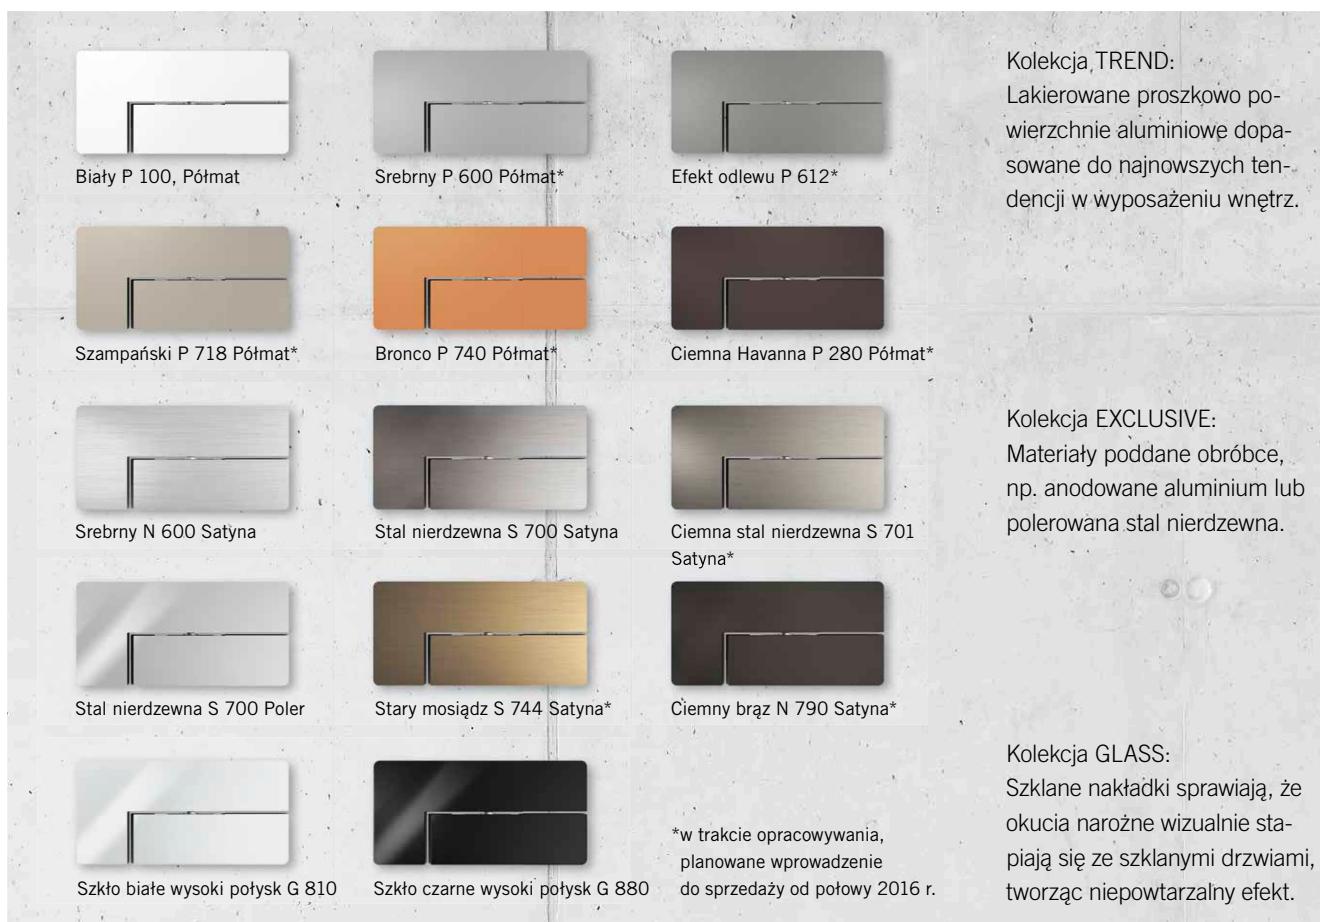 Biały P 100, Półmat
Srebrny P 600 Półmat*
Efekt odlewu P 612*
Kolekcja TREND:
Lakierowane proszkowo po-
wierzchnie aluminiowe dopa-
sowane do najnowszych ten-
dencji w wyposażeniu wnętrz.
Szampański P 718 Półmat*
Bronco P 740 Półmat*
Ciemna Havanna P 280 Półmat*
Srebrny N 600 Satyna
Stal nierdzewna S 700 Satyna
Ciemna stal nierdzewna S 701
Satyna*
Kolekcja EXCLUSIVE:
Materiały poddane obróbce,
np. anodowane aluminium lub
polerowana stal nierdzewna.
Stal nierdzewna S 700 Poler
Stary mosiądz S 744 Satyna*
Ciemny brąz N 790 Satyna*
Szkło białe wysoki połysk G 810
Szkło czarne wysoki połysk G 880
*w trakcie opracowywania,
planowane wprowadzenie
do sprzedaży od połowy 2016 r.
Kolekcja GLASS:
Szklane nakładki sprawiają, że
okucia narożne wizualnie sta-
piają się ze szklanymi drzwiami,
tworząc niepowtarzalny efekt.